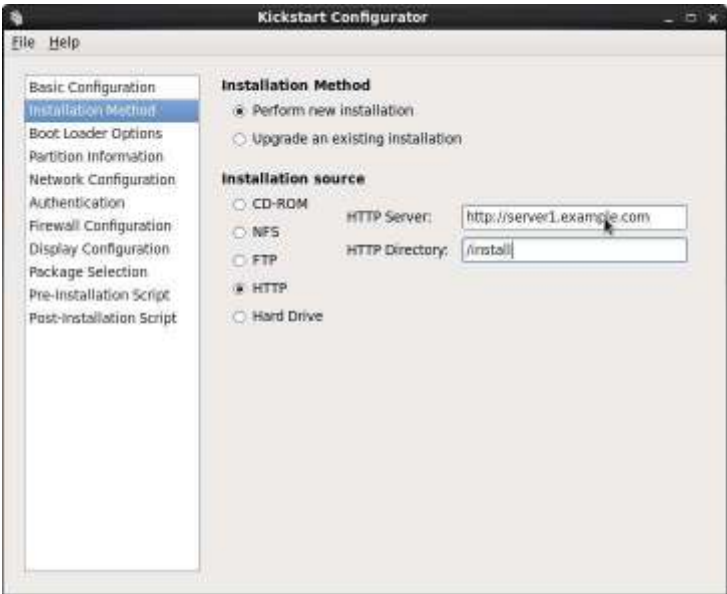 Kickstart Configurator
File Help
Basic Configuration
Installation Method
Boot Loader Options
Partition Information
Network Configuration
Authentication
Firewall Configuration
Display Configuration
Package Selection
Pre-Installation Script
Post-Installation Script
Installation Method
Perform new installation
Upgrade an existing installation
Installation source
CD-ROM
NFS
FTP
HTTP
Hard Drive
HTTP Server: http://server1.example.com
HTTP Directory: /install